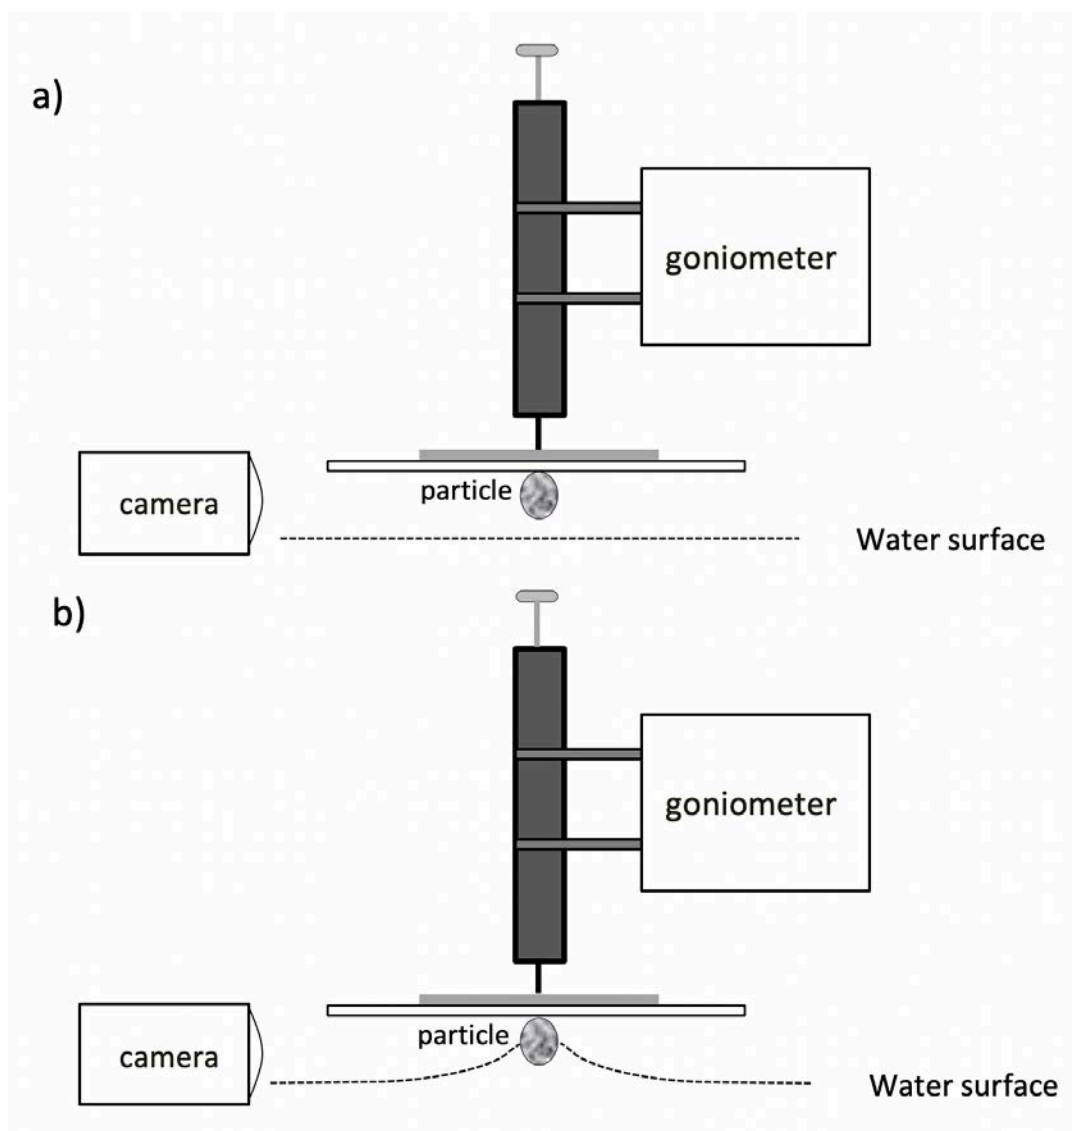 a)
goniometer
particle
camera
Water surface
b)
goniometer
particle
camera
Water surface